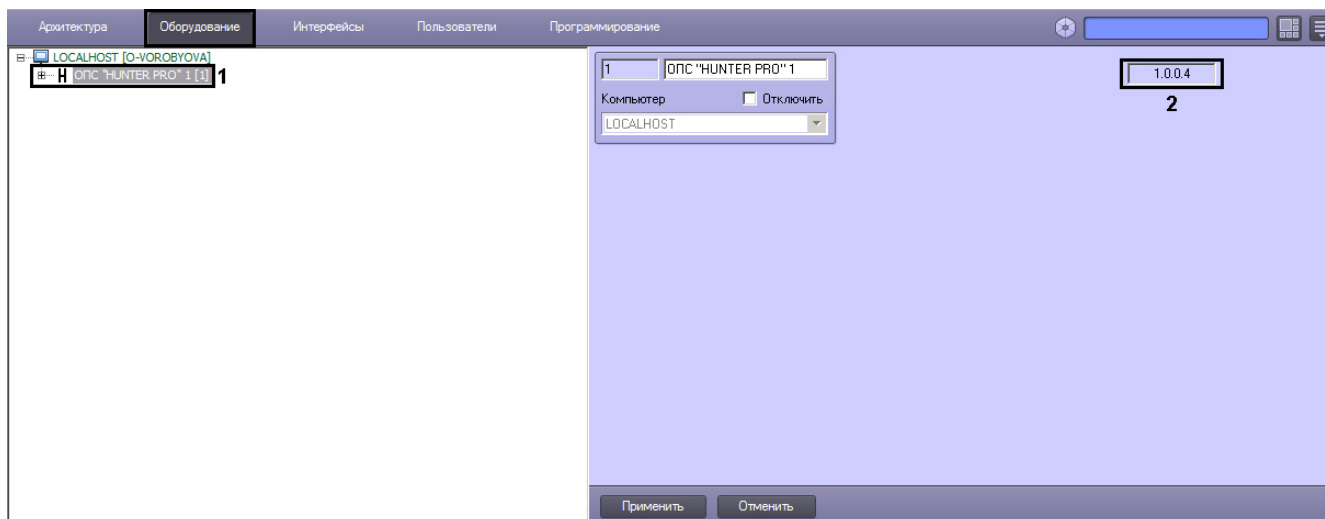 Архитектура Оборудование Интерфейсы Пользователи Программирование
LOCALHOST [O-VOROBYOVA]
ОПС "HUNTER PRO" 1 [1] 1
1 ОПС "HUNTER PRO" 1
1.0.0.4
Компьютер Отключить
2
LOCALHOST
Применить Отменить